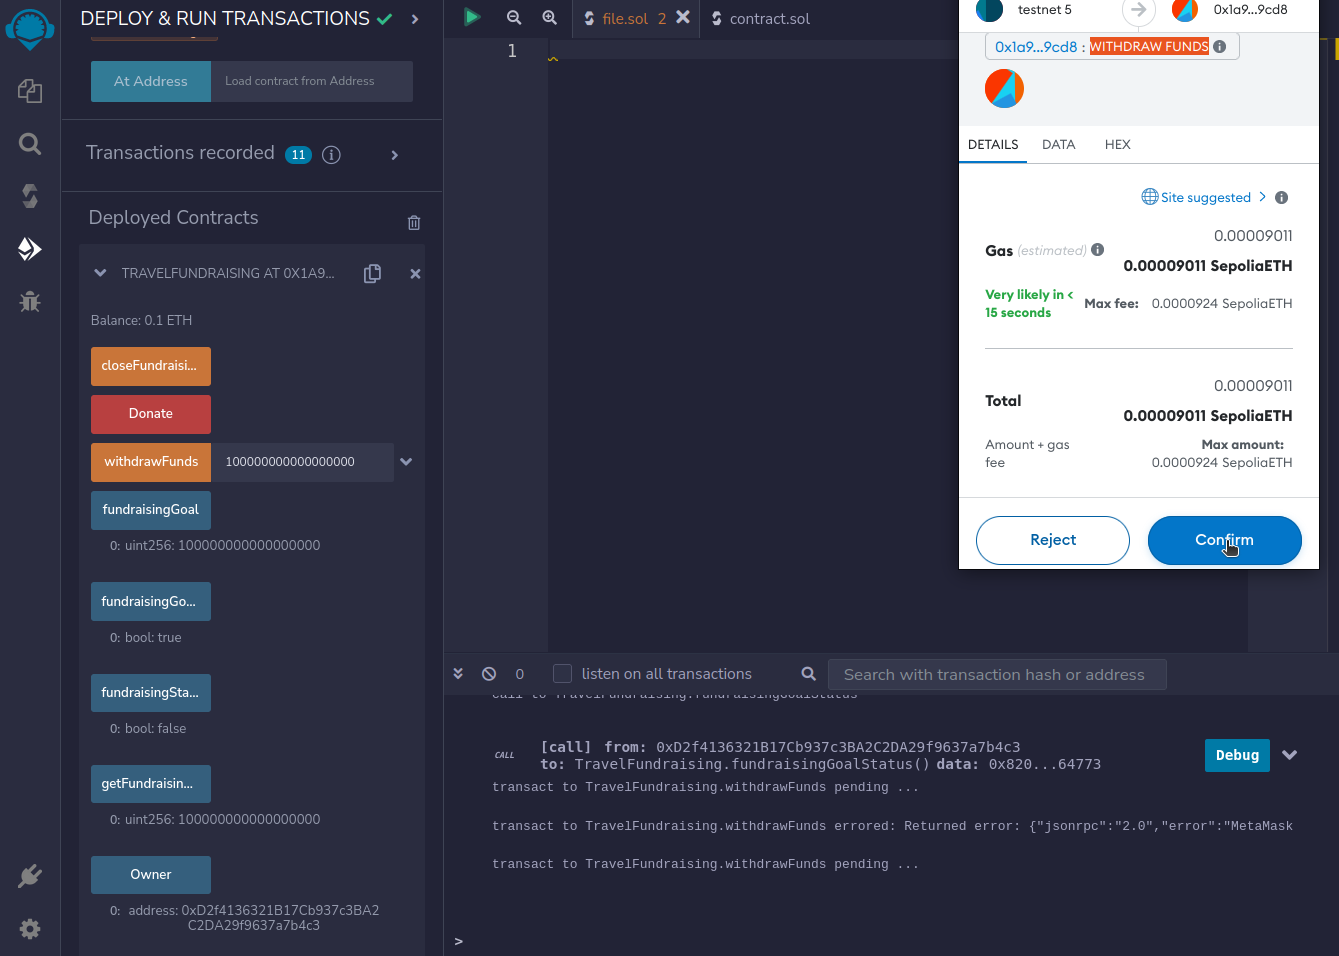 DEPLOY & RUN TRANSACTIONS
At Address
Load contract from Address
Transactions recorded 11
Deployed Contracts
TRAVELFUNDRAISING AT 0X1A9...
Balance: 0.1 ETH
closeFundraisi...
Donate
withdrawFunds
100000000000000000
fundraisingGoal
0: uint256: 100000000000000000
fundraisingGo...
0: bool: true
fundraisingSta...
0: bool: false
getFundraisin...
0: uint256: 100000000000000000
Owner
0: address: 0xD2f4136321B17Cb937c3BA2
C2DA29f9637a7b4c3
file.sol 2
contract.sol
1
testnet 5
0x1a9...9cd8
0x1a9...9cd8 : WITHDRAW FUNDS
DETAILS
DATA
HEX
Site suggested
0.00009011
Gas (estimated)
0.00009011 SepoliaETH
Very likely in <
15 seconds
Max fee: 0.0000924 SepoliaETH
0.00009011
Total
0.00009011 SepoliaETH
Amount + gas
fee
Max amount:
0.0000924 SepoliaETH
Reject
Confirm
0
listen on all transactions
Search with transaction hash or address
call to TravelFundraising.fundraisingGoalStatus
CALL
[call] from: 0xD2f4136321B17Cb937c3BA2C2DA29f9637a7b4c3
to: TravelFundraising.fundraisingGoalStatus() data: 0x820...64773
Debug
transact to TravelFundraising.withdrawFunds pending ...
transact to TravelFundraising.withdrawFunds errored: Returned error: {"jsonrpc":"2.0","error":"MetaMask
transact to TravelFundraising.withdrawFunds pending ...
>